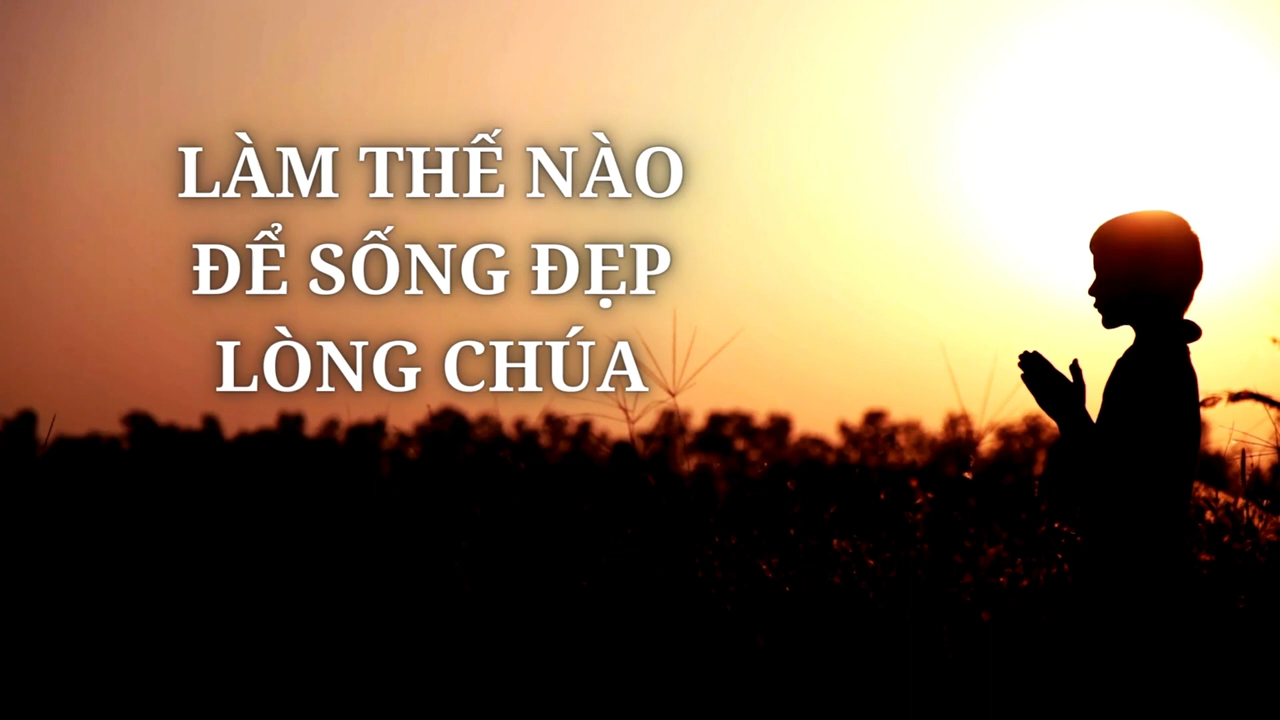 LÀM THẾ NÀO
ĐỂ SỐNG ĐẸP
LÒNG CHÚA